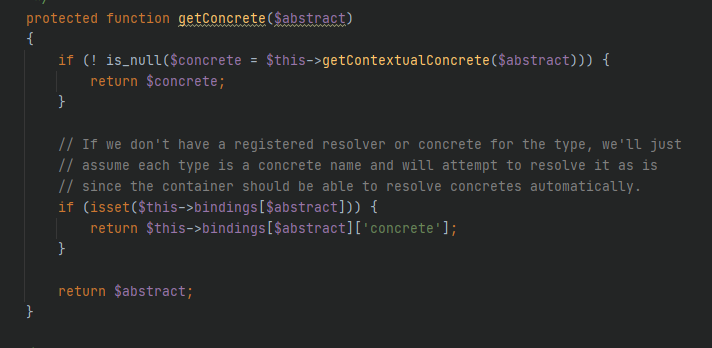 protected function getConcrete($abstract)
{
    if (! is_null($concrete = $this->getContextualConcrete($abstract))) {
        return $concrete;
    }

    // If we don't have a registered resolver or concrete for the type, we'll just
    // assume each type is a concrete name and will attempt to resolve it as is
    // since the container should be able to resolve concretes automatically.
    if (isset($this->bindings[$abstract])) {
        return $this->bindings[$abstract]['concrete'];
    }

    return $abstract;
}